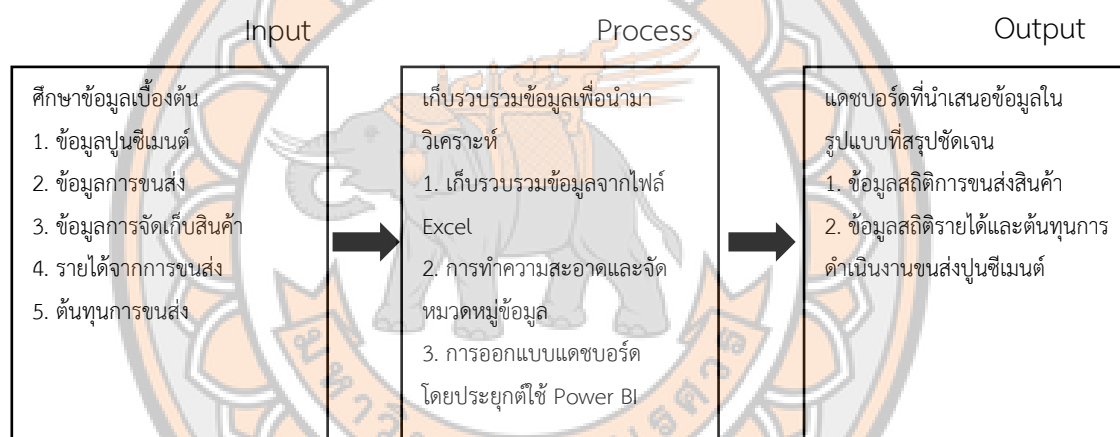 Input
Process
Output
ศึกษาข้อมูลเบื้องต้น
1. ข้อมูลปูนซีเมนต์
2. ข้อมูลการขนส่ง
3. ข้อมูลการจัดเก็บสินค้า
4. รายได้จากการขนส่ง
5. ต้นทุนการขนส่ง
เก็บรวบรวมข้อมูลเพื่อนำมา
วิเคราะห์
1. เก็บรวบรวมข้อมูลจากไฟล์
Excel
2. การทำความสะอาดและจัด
หมวดหมู่ข้อมูล
3. การออกแบบแดชบอร์ด
โดยประยุกต์ใช้ Power BI
แดชบอร์ดที่นำเสนอข้อมูลใน
รูปแบบที่สรุปชัดเจน
1. ข้อมูลสถิติการขนส่งสินค้า
2. ข้อมูลสถิติรายได้และต้นทุนการ
ดำเนินงานขนส่งปูนซีเมนต์